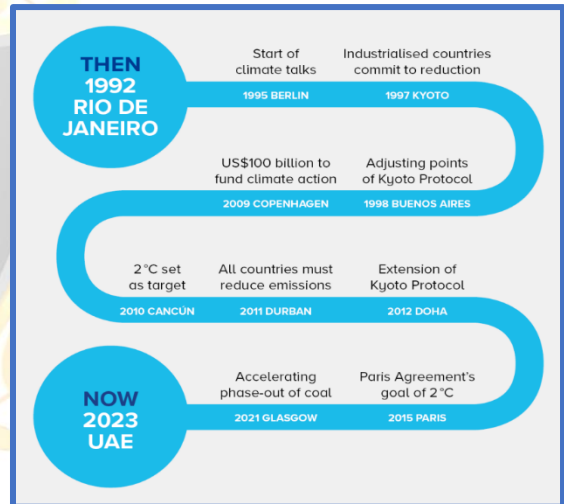 THEN
1992
RIO DE
JANEIRO
Start of
climate talks
1995 BERLIN
Industrialised countries
commit to reduction
1997 KYOTO
Adjusting points
of Kyoto Protocol
1998 BUENOS AIRES
US$100 billion to
fund climate action
2009 COPENHAGEN
2°C set
as target
2010 CANCÚN
All countries must
reduce emissions
2011 DURBAN
Extension of
Kyoto Protocol
2012 DOHA
Paris Agreement's
goal of 2°C
2015 PARIS
Accelerating
phase-out of coal
2021 GLASGOW
NOW
2023
UAE